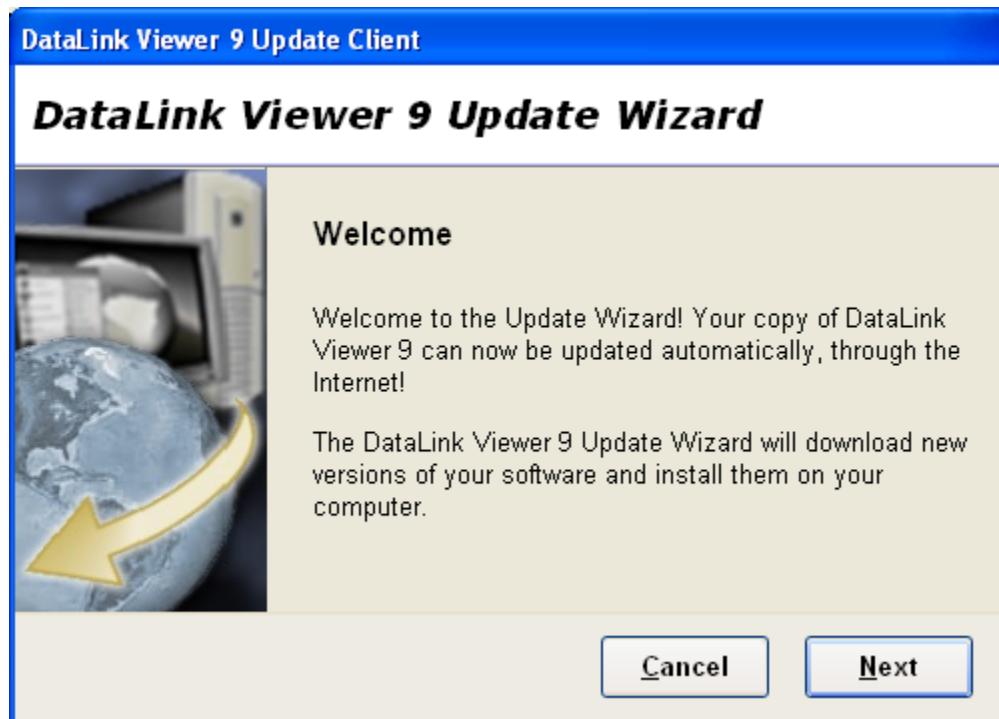 DataLink Viewer 9 Update Client
DataLink Viewer 9 Update Wizard
Welcome
Welcome to the Update Wizard! Your copy of DataLink
Viewer 9 can now be updated automatically, through the
Internet!
The DataLink Viewer 9 Update Wizard will download new
versions of your software and install them on your
computer.
Cancel
Next